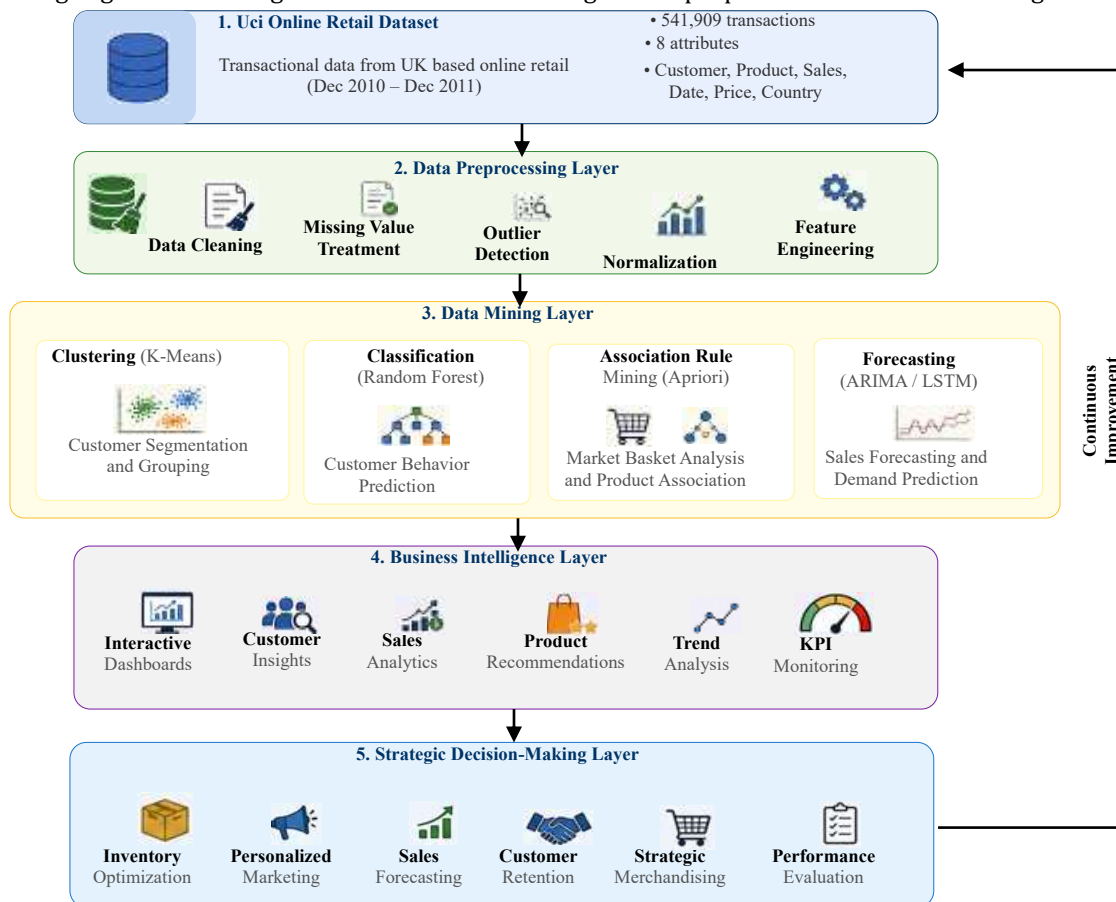 1. Uci Online Retail Dataset
Transactional data from UK based online retail
(Dec 2010 – Dec 2011)
• 541,909 transactions
• 8 attributes
• Customer, Product, Sales,
Date, Price, Country
2. Data Preprocessing Layer
Data Cleaning
Missing Value
Treatment
Outlier
Detection
Normalization
Feature
Engineering
3. Data Mining Layer
Clustering (K-Means)
Customer Segmentation
and Grouping
Classification
(Random Forest)
Customer Behavior
Prediction
Association Rule
Mining (Apriori)
Market Basket Analysis
and Product Association
Forecasting
(ARIMA / LSTM)
Sales Forecasting and
Demand Prediction
Continuous
Improvement
4. Business Intelligence Layer
Interactive
Dashboards
Customer
Insights
Sales
Analytics
Product
Recommendations
Trend
Analysis
KPI
Monitoring
5. Strategic Decision-Making Layer
Inventory
Optimization
Personalized
Marketing
Sales
Forecasting
Customer
Retention
Strategic
Merchandising
Performance
Evaluation